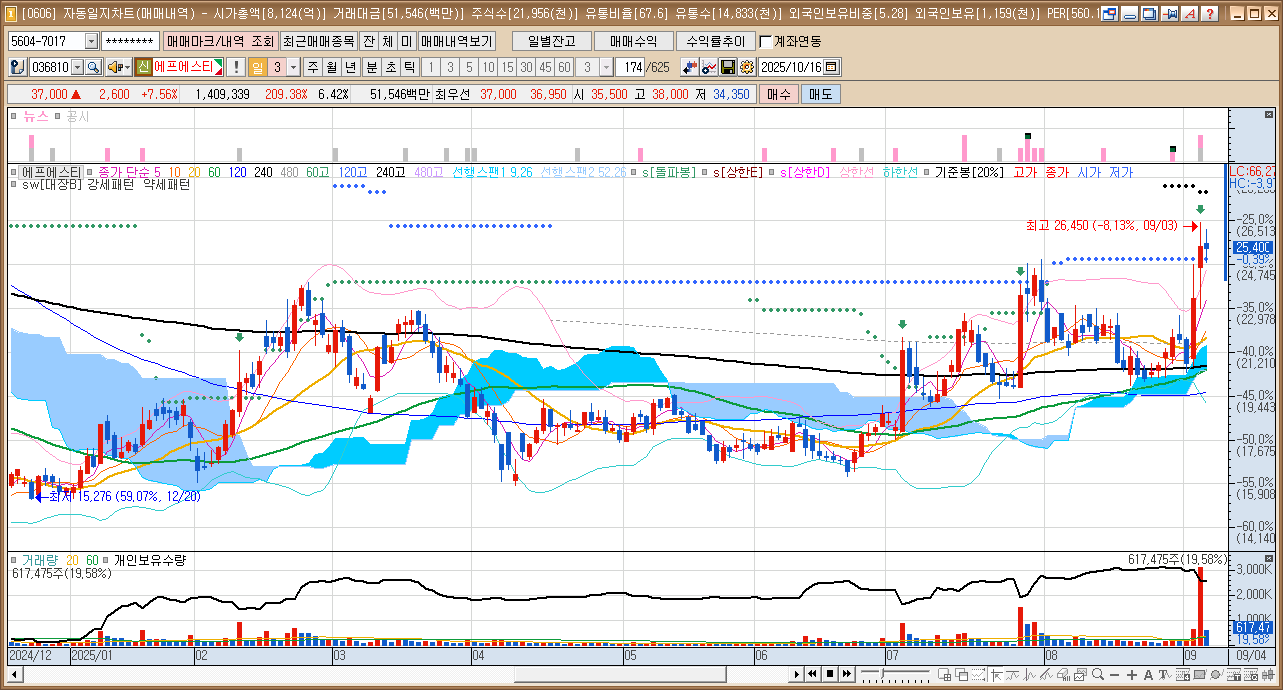 [0606] 자동일지차트(매매내역) - 시가총액[8,124(억)] 거래대금[51,546(백만)] 주식수[21,956(천)] 유통비율[67.6] 유통수[14,833(천)] 외국인보유비중[5.28] 외국인보유[1,159(천)] PER[560.1
5604-7017 ******** 매매마크/내역 조회 최근매매종목 잔 체 미 매매내역보기 일별잔고 매매수익 수익률추이 계좌연동
036810 신 에프에스티 ! 일 3 주 월 년 분 초 틱 1 3 5 10 15 30 45 60 3 174 /625 2025/10/16
37,000 ▲ 2,600 +7.56% 1,409,339 209.38% 6.42% 51,546백만 최우선 37,000 36,950 시 35,500 고 38,000 저 34,350 매수 매도
뉴스 공시
에프에스티 종가 단순 5 10 20 60 120 240 480 60고 120고 240고 480고 선행스팬1 9,26 선행스팬2 52,26 s[돌파봉] s[상한E] s[상한D] 상한선 하한선 기준봉[20%] 고가 종가 시가 저가
sw[대장B] 강세패턴 약세패턴
LC:66,27
HC:-3,97
-25,0%
최고 26,450 (-8,13%, 09/03)
(26,513
25,400
-0,39%
(24,745
-35,0%
(22,978
-40,0%
(21,210
-45,0%
(19,443
-50,0%
(17,675
-55,0%
최저 15,276 (59,07%, 12/20)
(15,908
-60,0%
(14,140
거래량 20 60 개인보유수량
617,475주(19,58%)
617,475주(19,58%)
3,000K
2,000K
1,000K
617,47
19,58%
2024/12 2025/01 02 03 04 05 06 07 08 09 09/04